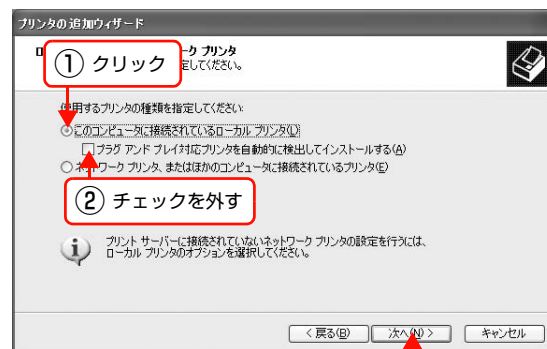 プリンタの追加ウィザード
ーク プリンタ
定してください。
① クリック
使用するプリンタの種類を指定してください:
このコンピュータに接続されているローカル プリンタ(L)
プラグ アンド プレイ対応プリンタを自動的に検出してインストールする(A)
ネットワーク プリンタ、またはほかのコンピュータに接続されているプリンタ(E)
② チェックを外す
プリント サーバーに接続されていないネットワーク プリンタの設定を行うには、
ローカル プリンタのオプションを選択してください。
< 戻る(B) 次へ(N) > キャンセル